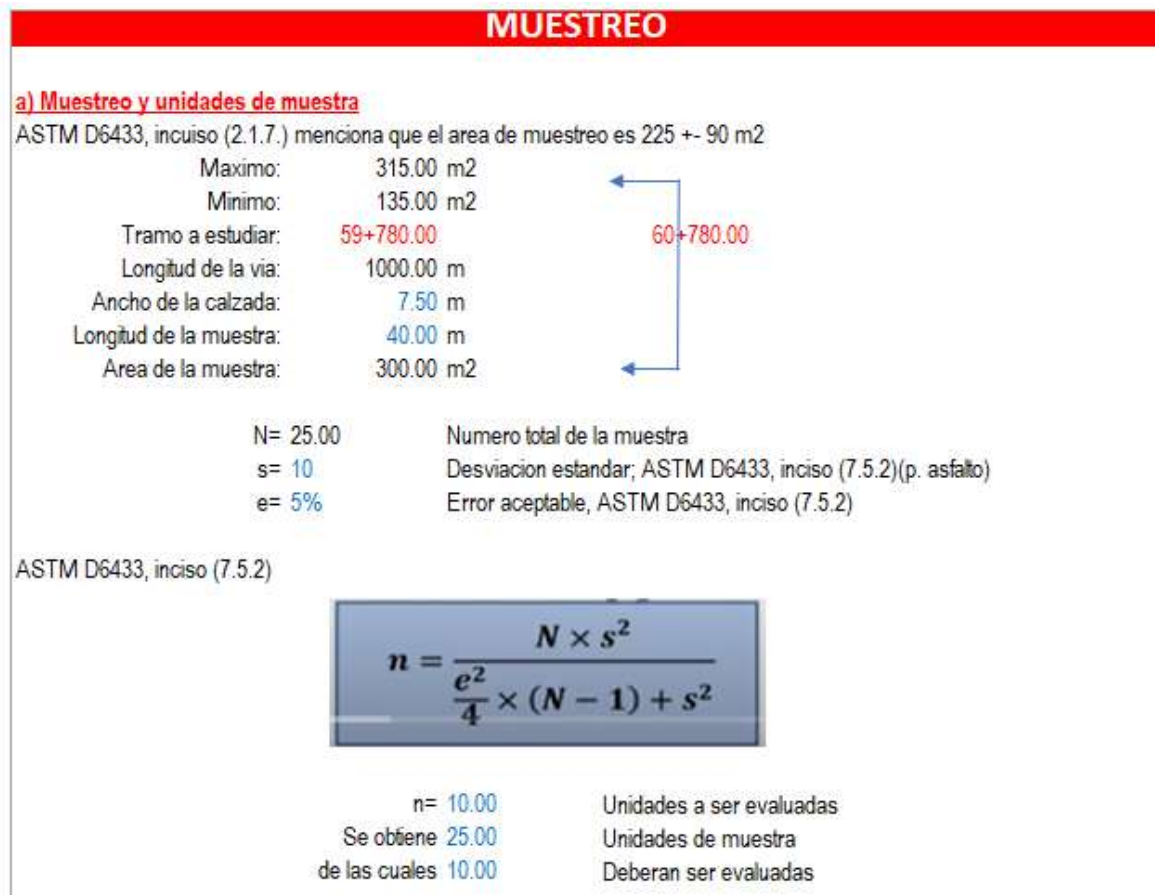 MUESTREO
a) Muestreo y unidades de muestra
ASTM D6433, incuiso (2.1.7.) menciona que el area de muestreo es 225 +- 90 m2
Maximo: 315.00 m2
Minimo: 135.00 m2
Tramo a estudiar: 59+780.00 60+780.00
Longitud de la via: 1000.00 m
Ancho de la calzada: 7.50 m
Longitud de la muestra: 40.00 m
Area de la muestra: 300.00 m2
N= 25.00 Numero total de la muestra
s= 10 Desviacion estandar; ASTM D6433, inciso (7.5.2)(p. asfalto)
e= 5% Error aceptable, ASTM D6433, inciso (7.5.2)
ASTM D6433, inciso (7.5.2)
n = \frac{N × s²}{\frac{e²}{4} × (N − 1) + s²}
n= 10.00 Unidades a ser evaluadas
Se obtiene 25.00 Unidades de muestra
de las cuales 10.00 Deberan ser evaluadas